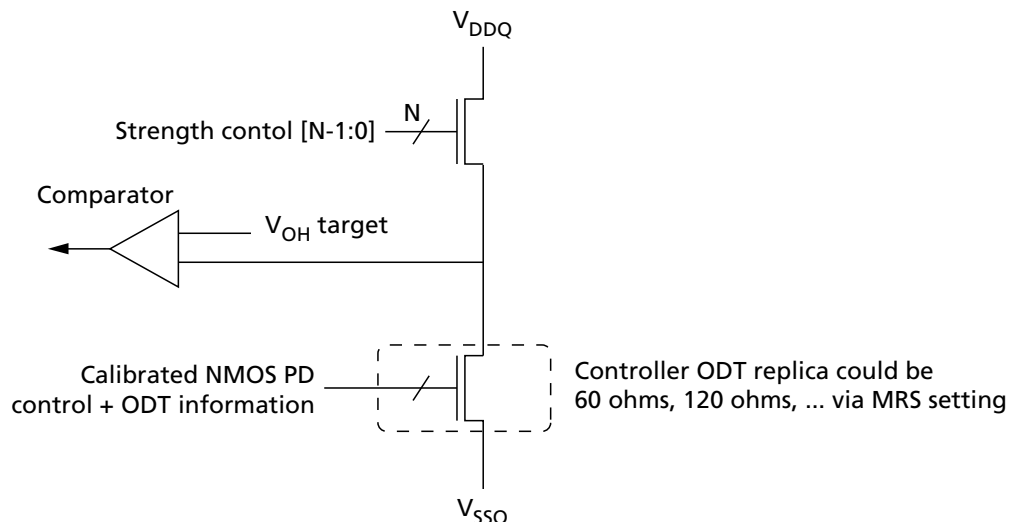 VDDQ
N
Strength contol [N-1:0]
Comparator
VOH target
Calibrated NMOS PD
control + ODT information
Controller ODT replica could be
60 ohms, 120 ohms, ... via MRS setting
VSSQ